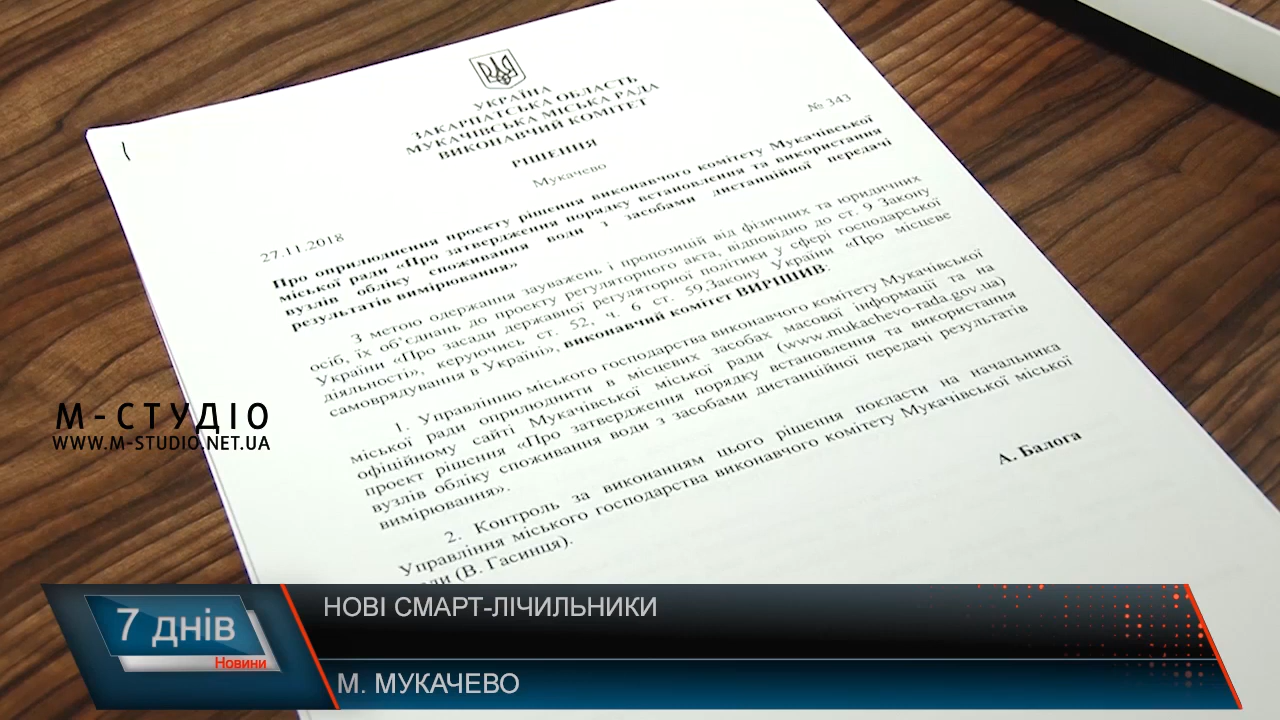 УКРАЇНА
ЗАКАРПАТСЬКА ОБЛАСТЬ
МУКАЧІВСЬКА МІСЬКА РАДА
ВИКОНАВЧИЙ КОМІТЕТ
РІШЕННЯ
27.11.2018 Мукачево № 343
Про оприлюднення проекту рішення виконавчого комітету Мукачівської
міської ради «Про затвердження порядку встановлення та використання
вузлів обліку споживання води з засобами дистанційної передачі
результатів вимірювання»
З метою одержання зауважень і пропозицій від фізичних та юридичних
осіб, їх об’єднань до проекту регуляторного акта, відповідно до ст. 9 Закону
України «Про засади державної регуляторної політики у сфері господарської
діяльності», керуючись ст. 52, ч. 6 ст. 59 Закону України «Про місцеве
самоврядування в Україні», виконавчий комітет ВИРІШИВ:
1. Управлінню міського господарства виконавчого комітету Мукачівської
міської ради оприлюднити в місцевих засобах масової інформації та на
офіційному сайті Мукачівської міської ради (www.mukachevo-rada.gov.ua)
проект рішення «Про затвердження порядку встановлення та використання
вузлів обліку споживання води з засобами дистанційної передачі результатів
вимірювання».
2. Контроль за виконанням цього рішення покласти на начальника
Управління міського господарства виконавчого комітету Мукачівської міської
ради (В. Гасинця).
А. Балога
М-СТУДІО
WWW.M-STUDIO.NET.UA
7 днів
Новини
НОВІ СМАРТ-ЛІЧИЛЬНИКИ
М. МУКАЧЕВО